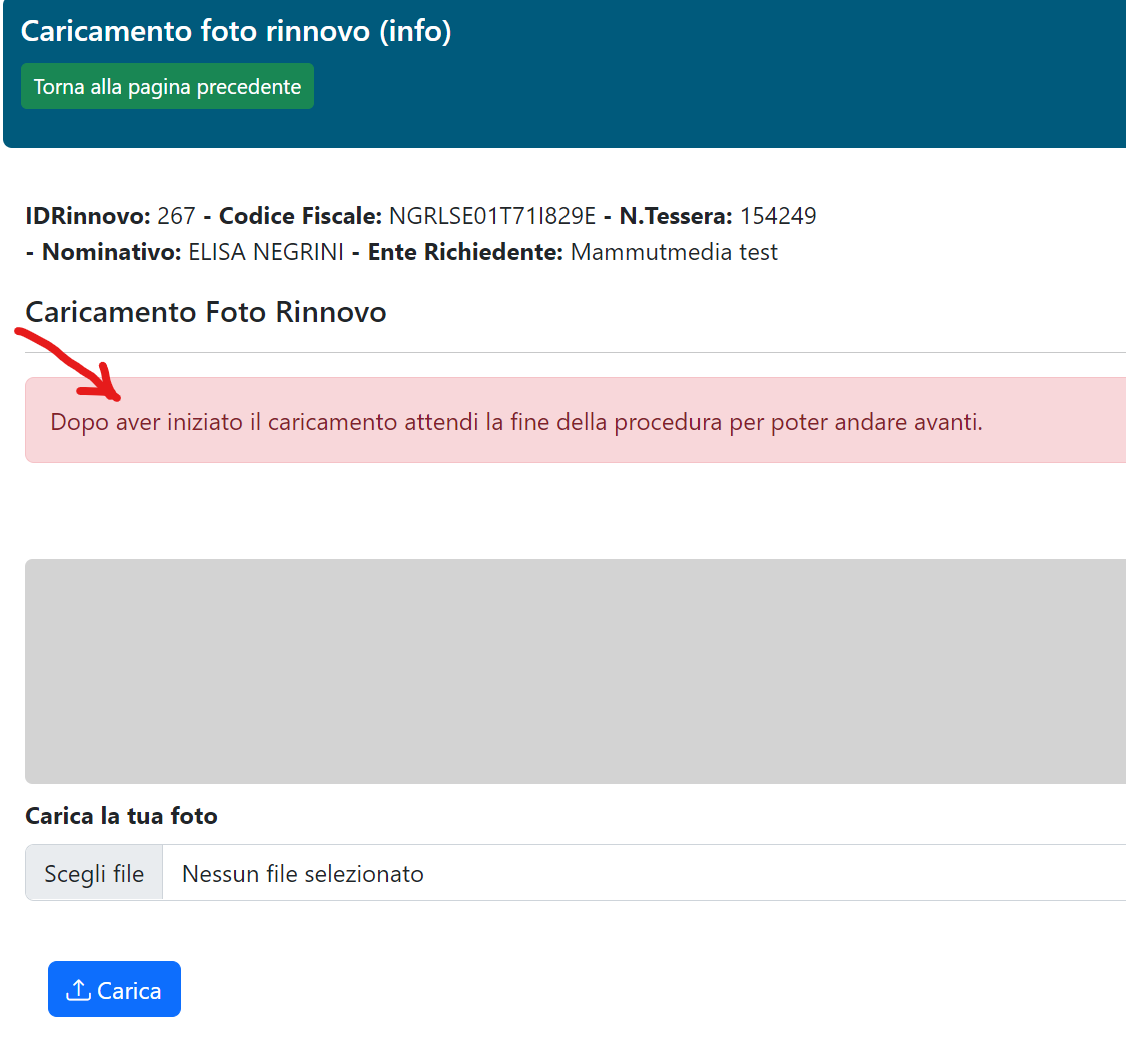 Caricamento foto rinnovo (info)
Torna alla pagina precedente
IDRinnovo: 267 - Codice Fiscale: NGRLSE01T71I829E - N.Tessera: 154249
- Nominativo: ELISA NEGRINI - Ente Richiedente: Mammutmedia test
Caricamento Foto Rinnovo
Dopo aver iniziato il caricamento attendi la fine della procedura per poter andare avanti.
Carica la tua foto
Scegli file Nessun file selezionato
Carica